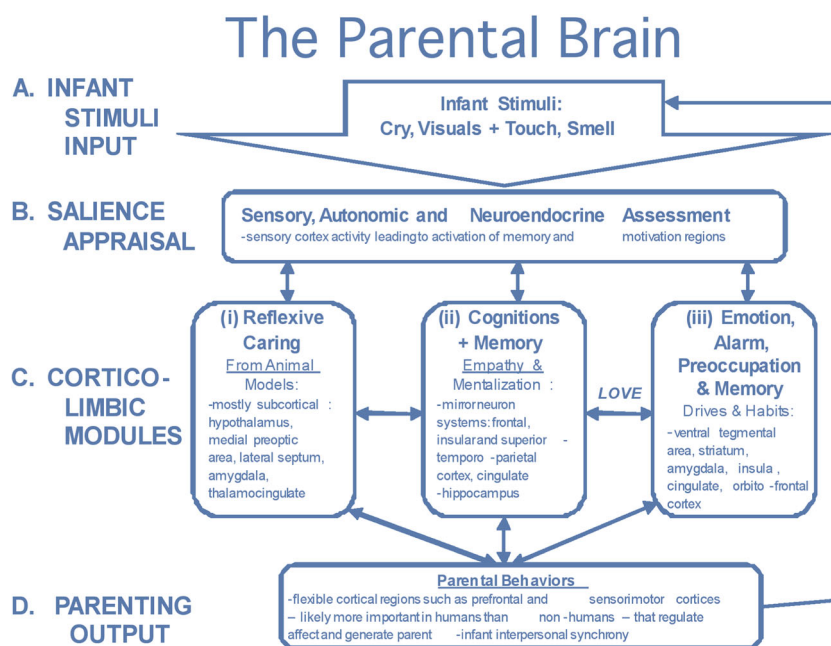 The Parental Brain
A. INFANT
STIMULI
INPUT
Infant Stimuli:
Cry, Visuals + Touch, Smell
B. SALIENCE
APPRAISAL
Sensory, Autonomic and Neuroendocrine Assessment
-sensory cortex activity leading to activation of memory and motivation regions
C. CORTICO-
LIMBIC
MODULES
(i) Reflexive
Caring
From Animal
Models:
-mostly subcortical :
hypothalamus,
medial preoptic
area, lateral septum,
amygdala,
thalamocingulate
(ii) Cognitions
+ Memory
Empathy &
Mentalization :
-mirrorneuron
systems: frontal,
insularand superior -
temporo -parietal
cortex, cingulate
-hippocampus
LOVE
(iii) Emotion,
Alarm,
Preoccupation
& Memory
Drives & Habits:
-ventral tegmental
area, striatum,
amygdala, insula ,
cingulate, orbito -frontal
cortex
D. PARENTING
OUTPUT
Parental Behaviors
-flexible cortical regions such as prefrontal and sensorimotor cortices
– likely more important in humans than non -humans – that regulate
affect and generate parent -infant interpersonal synchrony